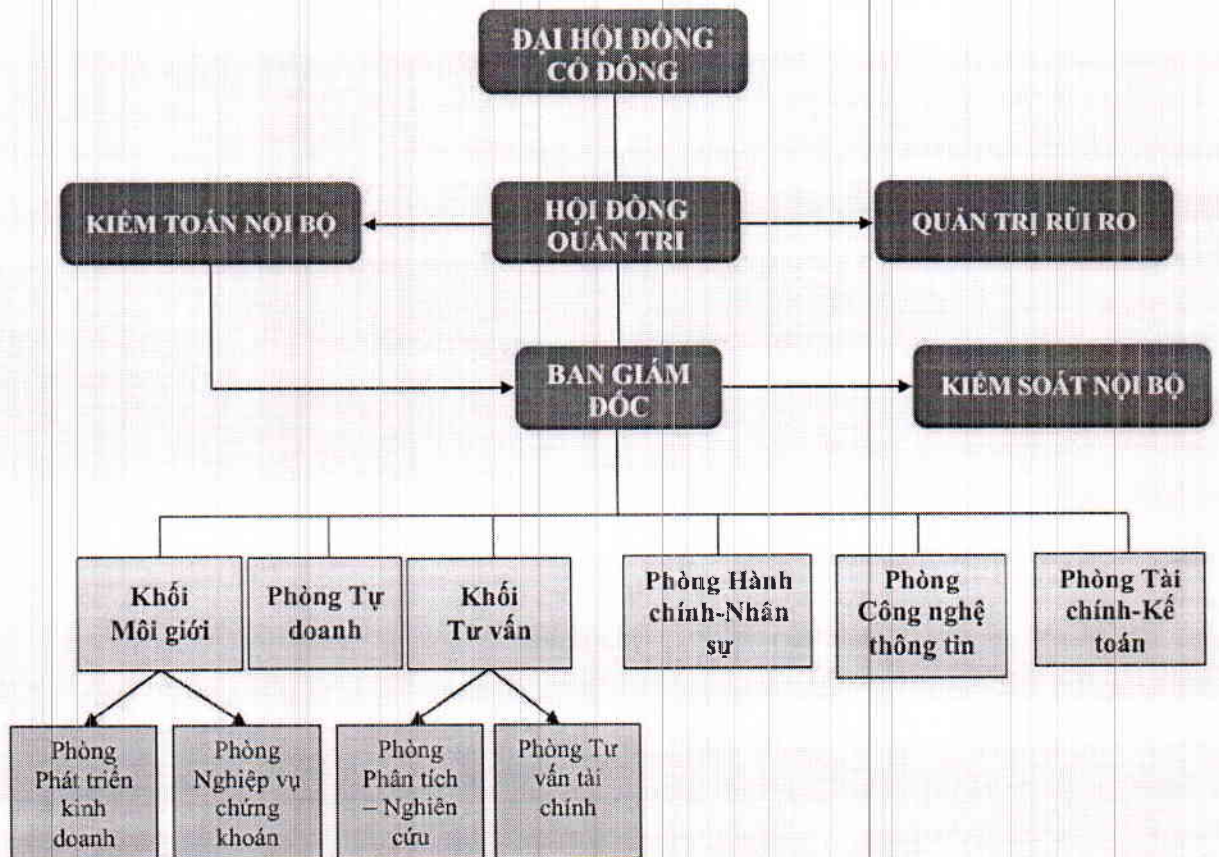 ĐẠI HỘI ĐỒNG
CỔ ĐÔNG
KIỂM TOÁN NỘI BỘ
HỘI ĐỒNG
QUẢN TRỊ
QUẢN TRỊ RỦI RO
BAN GIÁM
ĐỐC
KIỂM SOÁT NỘI BỘ
Khối
Môi giới
Phòng Tự
doanh
Khối
Tư vấn
Phòng Hành
chính-Nhân
sự
Phòng
Công nghệ
thông tin
Phòng Tài
chính-Kế
toán
Phòng
Phát triển
kinh
doanh
Phòng
Nghiệp vụ
chứng
khoán
Phòng
Phân tích
– Nghiên
cứu
Phòng Tư
vấn tài
chính